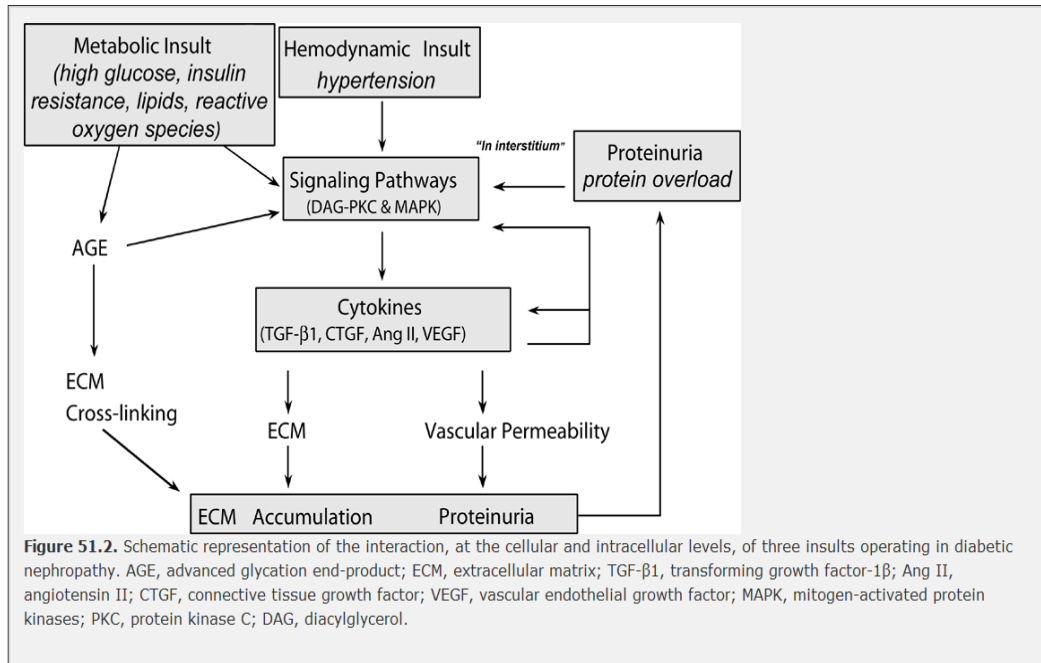 Metabolic Insult
(high glucose, insulin
resistance, lipids, reactive
oxygen species)
Hemodynamic Insult
hypertension
"In interstitium"
Proteinuria
protein overload
Signaling Pathways
(DAG-PKC & MAPK)
AGE
Cytokines
(TGF-β1, CTGF, Ang II, VEGF)
ECM
Cross-linking
ECM
Vascular Permeability
ECM Accumulation Proteinuria
Figure 51.2. Schematic representation of the interaction, at the cellular and intracellular levels, of three insults operating in diabetic
nephropathy. AGE, advanced glycation end-product; ECM, extracellular matrix; TGF-β1, transforming growth factor-1β; Ang II,
angiotensin II; CTGF, connective tissue growth factor; VEGF, vascular endothelial growth factor; MAPK, mitogen-activated protein
kinases; PKC, protein kinase C; DAG, diacylglycerol.